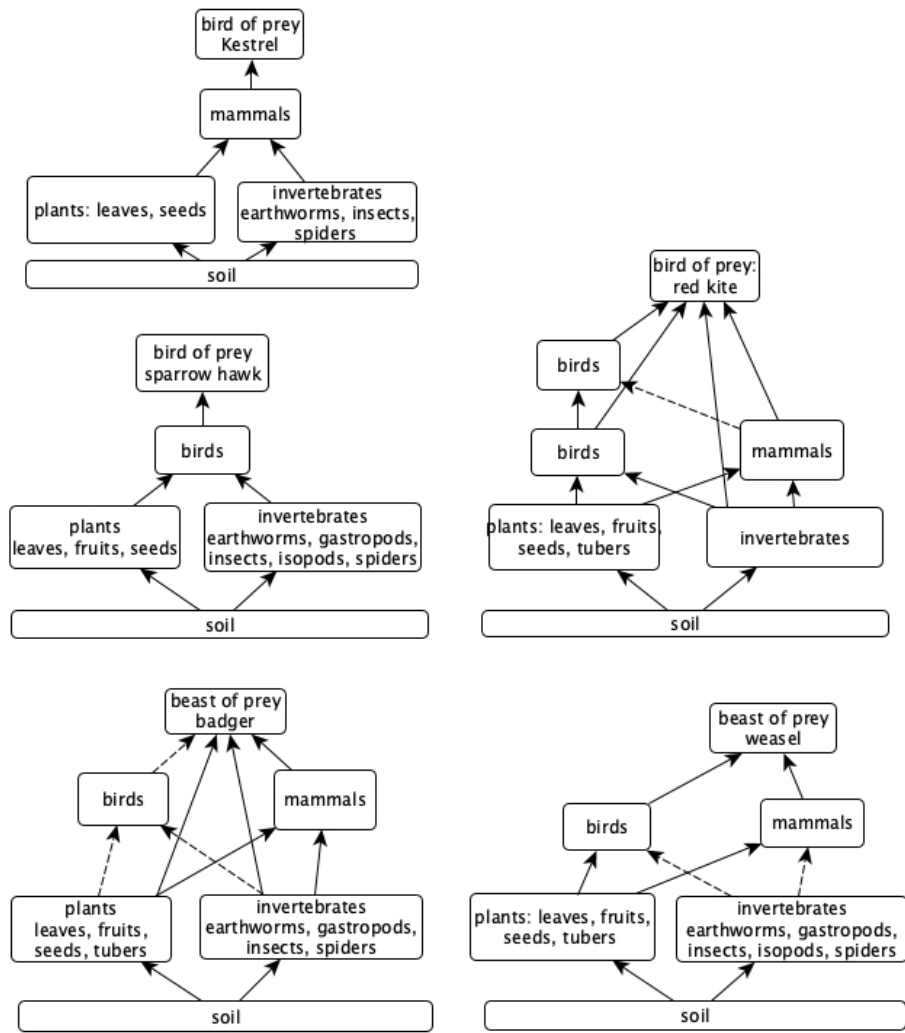 bird of prey
Kestrel
mammals
plants: leaves, seeds
invertebrates
earthworms, insects,
spiders
soil
bird of prey
sparrow hawk
birds
plants
leaves, fruits, seeds
invertebrates
earthworms, gastropods,
insects, isopods, spiders
soil
bird of prey:
red kite
birds
birds
mammals
plants: leaves, fruits,
seeds, tubers
invertebrates
soil
beast of prey
badger
birds
mammals
plants
leaves, fruits,
seeds, tubers
invertebrates
earthworms, gastropods,
insects, spiders
soil
beast of prey
weasel
birds
mammals
plants: leaves, fruits,
seeds, tubers
invertebrates
earthworms, gastropods,
insects, isopods, spiders
soil